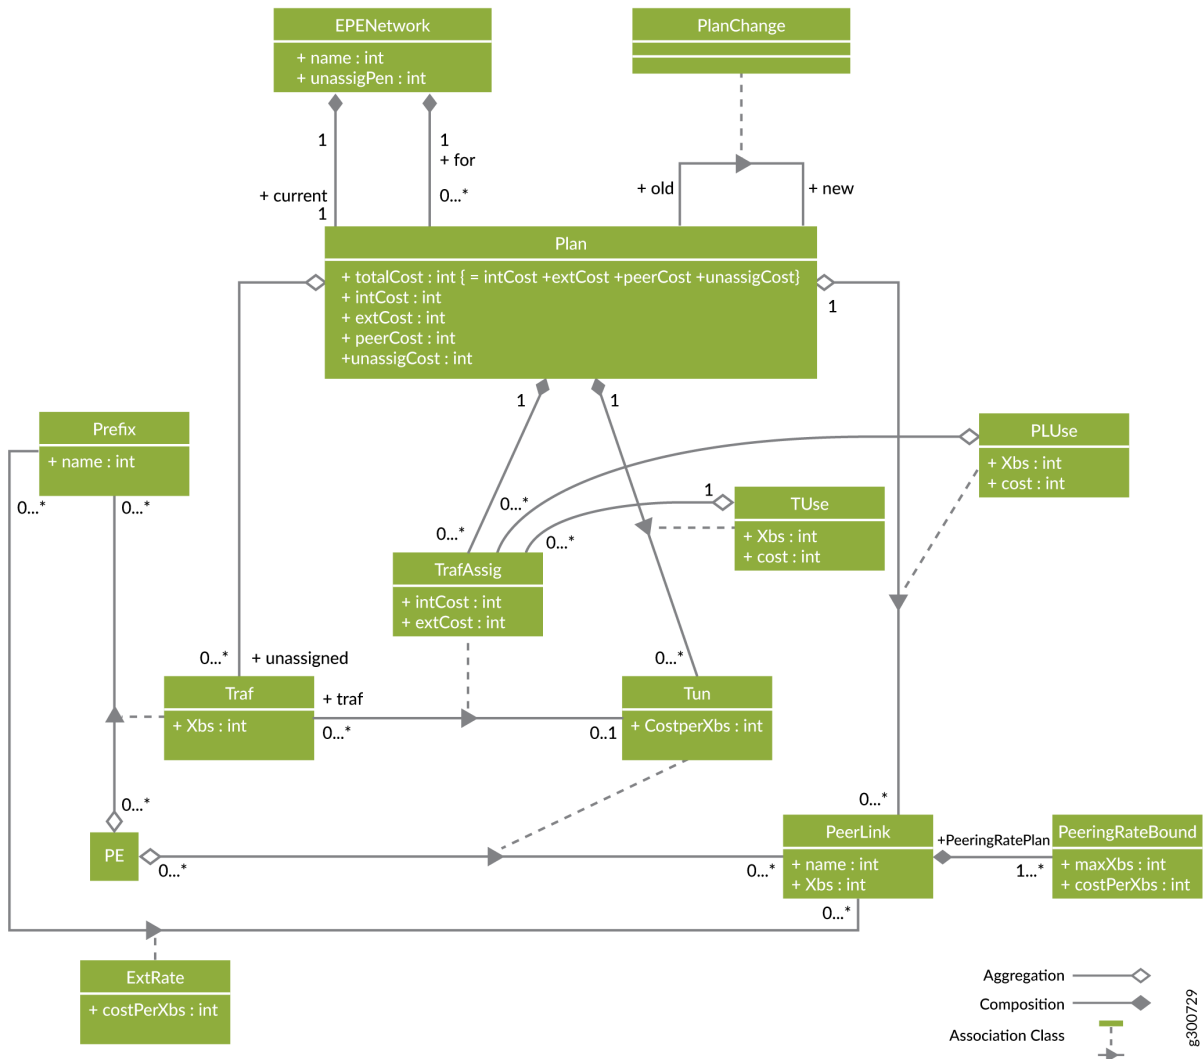 EPENetwork
+ name : int
+ unassigPen : int
PlanChange
1
1
+ for
+ current
0...*
1
+ old
+ new
Plan
+ totalCost : int { = intCost +extCost +peerCost +unassigCost}
+ intCost : int
+ extCost : int
+ peerCost : int
+unassigCost : int
1
1
1
Prefix
+ name : int
0...*
0...*
PLUse
+ Xbs : int
+ cost : int
0...*
1
TUse
+ Xbs : int
+ cost : int
0...*
0...*
TrafAssig
+ intCost : int
+ extCost : int
0...*
+ unassigned
0...*
Traf
+ Xbs : int
+ traf
0...*
0..1
Tun
+ CostperXbs : int
0...*
PE
0...*
0...*
0...*
PeerLink
+ name : int
+ Xbs : int
+PeeringRatePlan
1...*
PeeringRateBound
+ maxXbs : int
+ costPerXbs : int
0...*
ExtRate
+ costPerXbs : int
Aggregation
Composition
Association Class
g300729